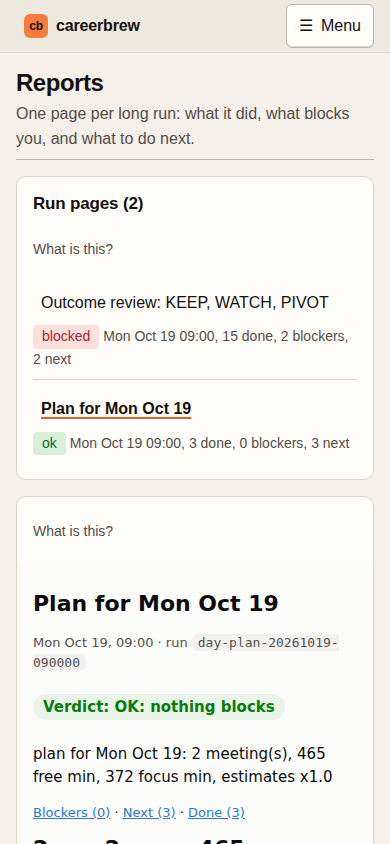 cb careerbrew
☰ Menu
Reports
One page per long run: what it did, what blocks
you, and what to do next.
Run pages (2)
What is this?
Outcome review: KEEP, WATCH, PIVOT
blocked Mon Oct 19 09:00, 15 done, 2 blockers,
2 next
Plan for Mon Oct 19
ok Mon Oct 19 09:00, 3 done, 0 blockers, 3 next
What is this?
Plan for Mon Oct 19
Mon Oct 19, 09:00 · run day-plan-20261019-
090000
Verdict: OK: nothing blocks
plan for Mon Oct 19: 2 meeting(s), 465
free min, 372 focus min, estimates x1.0
Blockers (0) · Next (3) · Done (3)